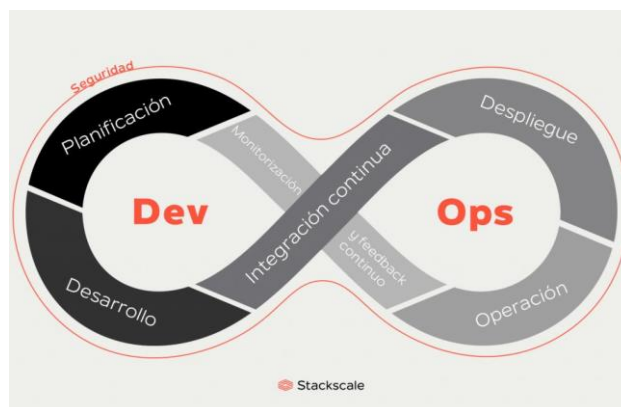 Seguridad
Planificación
Desarrollo
Dev
Monitorización
y feedback
continuo
Integración continua
Ops
Despliegue
Operación
Stackscale